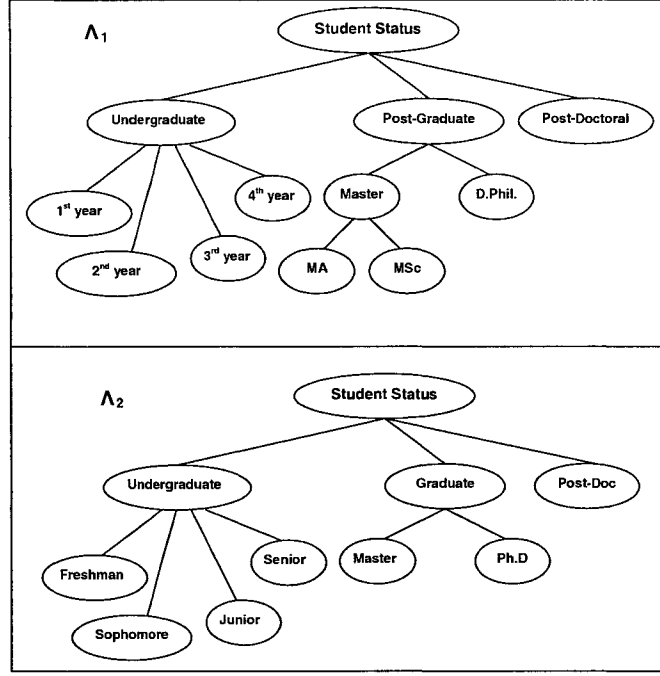 Λ1
Student Status
Undergraduate
Post-Graduate
Post-Doctoral
1st year
2nd year
3rd year
4th year
Master
D.Phil.
MA
MSc
Λ2
Student Status
Undergraduate
Graduate
Post-Doc
Freshman
Sophomore
Junior
Senior
Master
Ph.D